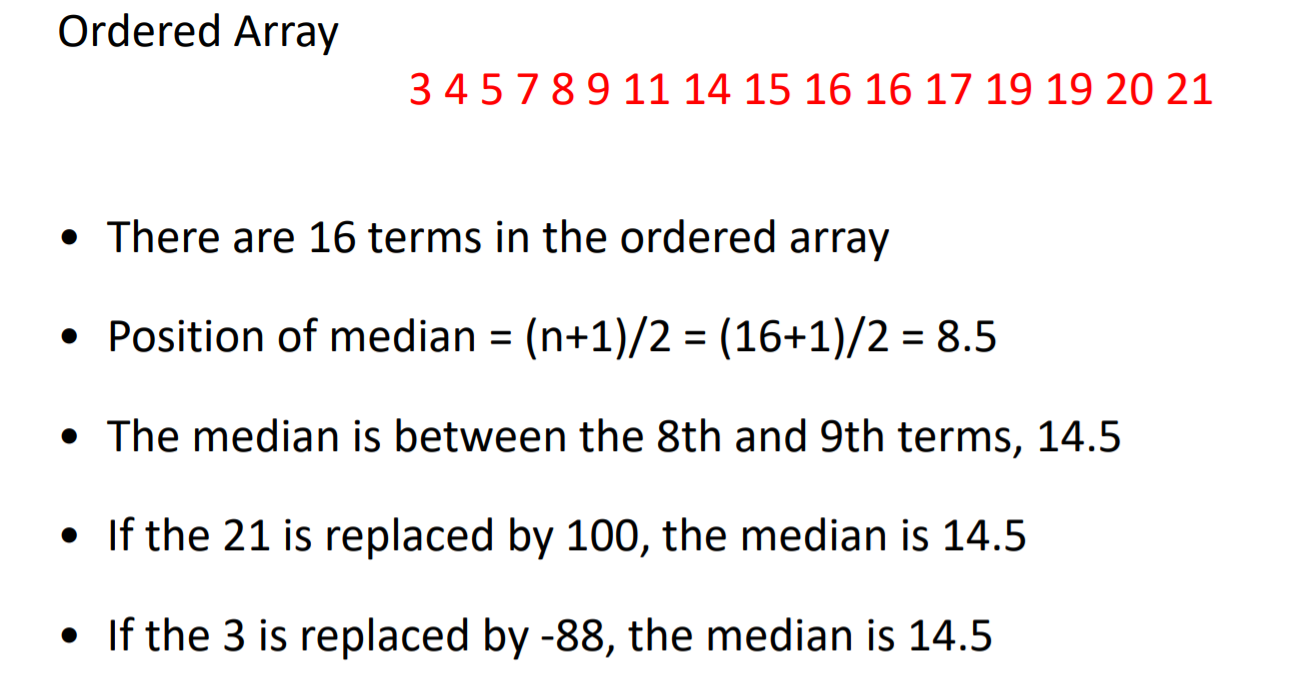 Ordered Array
3 4 5 7 8 9 11 14 15 16 16 17 19 19 20 21
• There are 16 terms in the ordered array
• Position of median = (n+1)/2 = (16+1)/2 = 8.5
• The median is between the 8th and 9th terms, 14.5
• If the 21 is replaced by 100, the median is 14.5
• If the 3 is replaced by -88, the median is 14.5